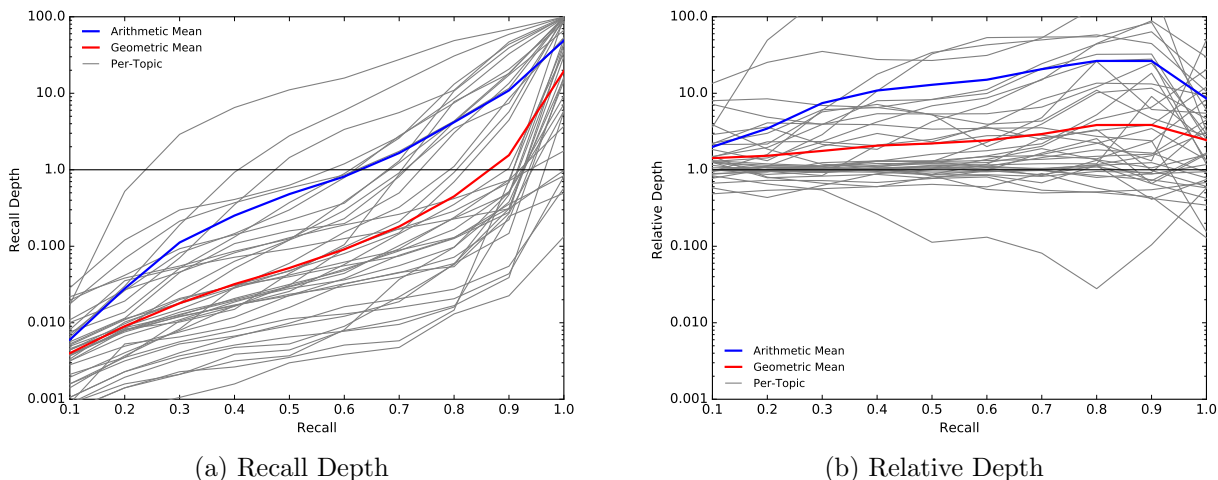 100.0
10.0
1.0
0.100
0.010
0.001
Recall Depth
Arithmetic Mean
Geometric Mean
Per-Topic
0.1 0.2 0.3 0.4 0.5 0.6 0.7 0.8 0.9 1.0
Recall
(a) Recall Depth
100.0
10.0
1.0
0.100
0.010
0.001
Relative Depth
Arithmetic Mean
Geometric Mean
Per-Topic
0.1 0.2 0.3 0.4 0.5 0.6 0.7 0.8 0.9 1.0
Recall
(b) Relative Depth